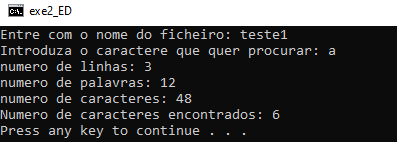 exe2_ED
Entre com o nome do ficheiro: teste1
Introduza o caractere que quer procurar: a
numero de linhas: 3
numero de palavras: 12
numero de caracteres: 48
Numero de caracteres encontrados: 6
Press any key to continue . . .